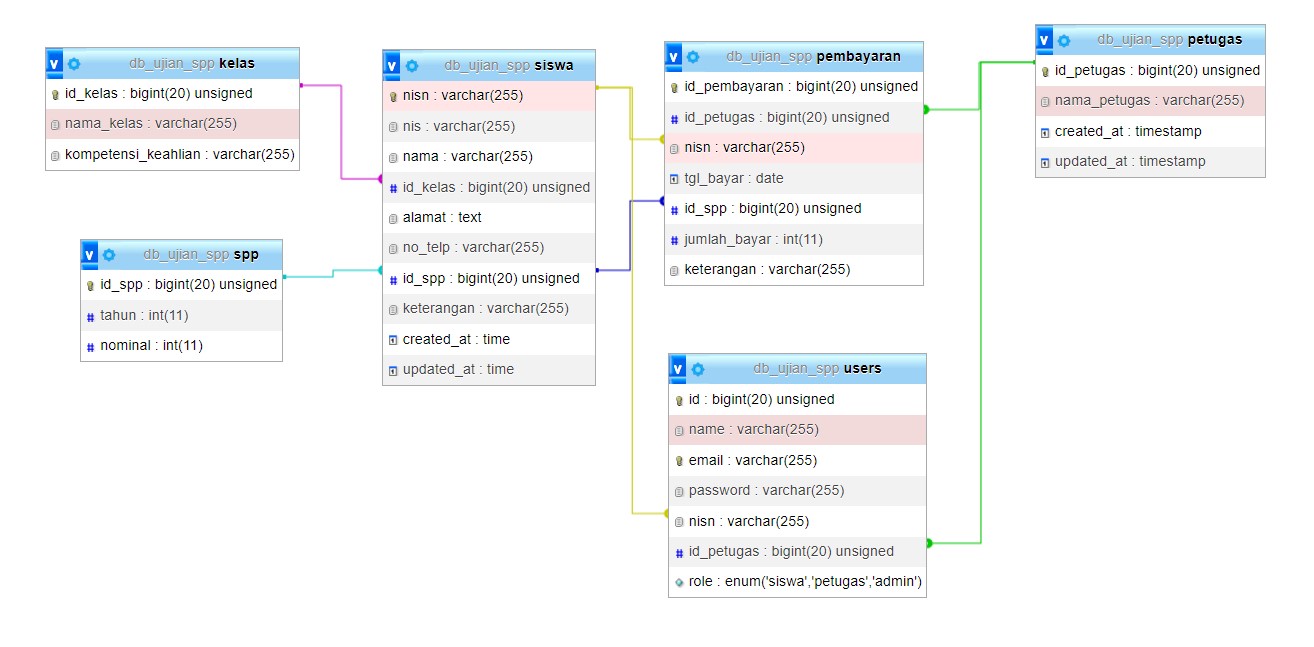 db_ujian_spp kelas
id_kelas : bigint(20) unsigned
nama_kelas : varchar(255)
kompetensi_keahlian : varchar(255)
db_ujian_spp spp
id_spp : bigint(20) unsigned
tahun : int(11)
nominal : int(11)
db_ujian_spp siswa
nisn : varchar(255)
nis : varchar(255)
nama : varchar(255)
id_kelas : bigint(20) unsigned
alamat : text
no_telp : varchar(255)
id_spp : bigint(20) unsigned
keterangan : varchar(255)
created_at : time
updated_at : time
db_ujian_spp pembayaran
id_pembayaran : bigint(20) unsigned
id_petugas : bigint(20) unsigned
nisn : varchar(255)
tgl_bayar : date
id_spp : bigint(20) unsigned
jumlah_bayar : int(11)
keterangan : varchar(255)
db_ujian_spp users
id : bigint(20) unsigned
name : varchar(255)
email : varchar(255)
password : varchar(255)
nisn : varchar(255)
id_petugas : bigint(20) unsigned
role : enum('siswa','petugas','admin')
db_ujian_spp petugas
id_petugas : bigint(20) unsigned
nama_petugas : varchar(255)
created_at : timestamp
updated_at : timestamp